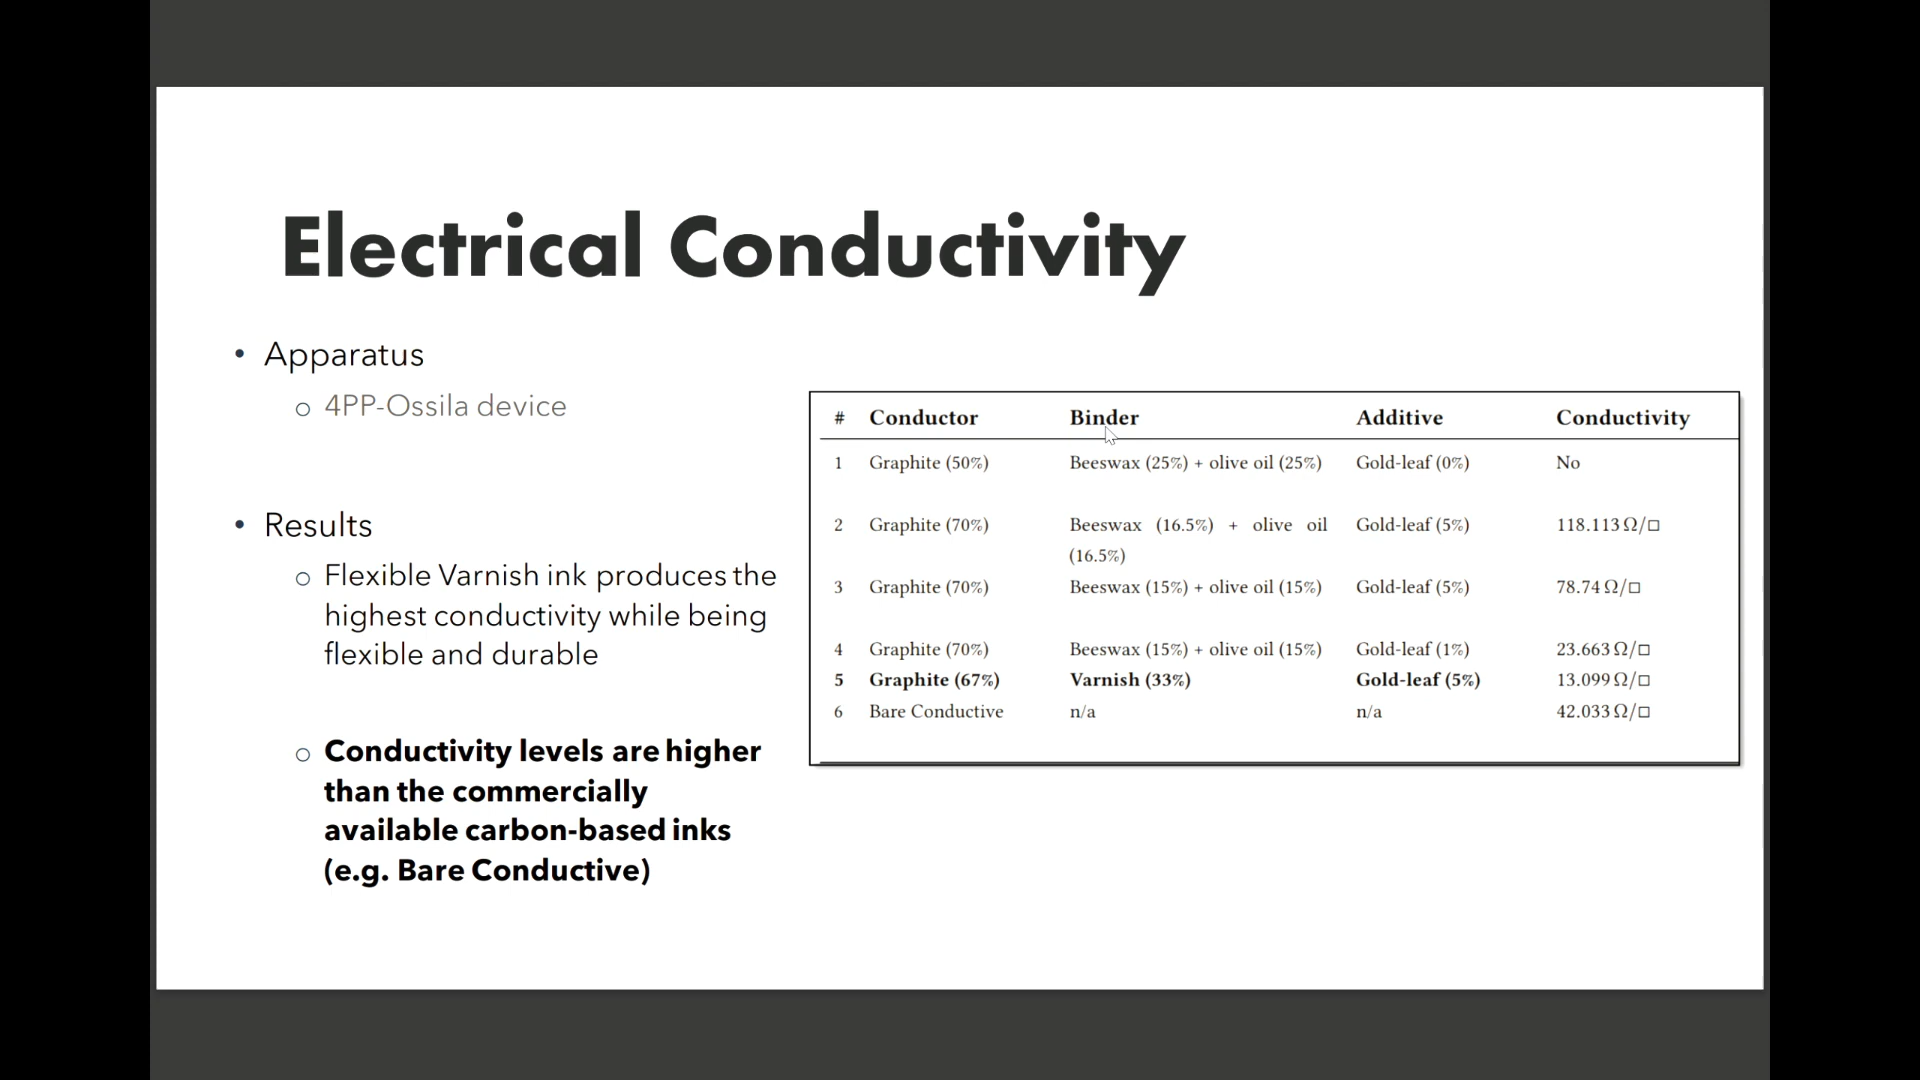 Electrical Conductivity
• Apparatus
o 4PP-Ossila device
• Results
o Flexible Varnish ink produces the
highest conductivity while being
flexible and durable
o Conductivity levels are higher
than the commercially
available carbon-based inks
(e.g. Bare Conductive)
# Conductor Binder Additive Conductivity
1 Graphite (50%) Beeswax (25%) + olive oil (25%) Gold-leaf (0%) No
2 Graphite (70%) Beeswax (16.5%) + olive oil Gold-leaf (5%) 118.113 Ω/□
(16.5%)
3 Graphite (70%) Beeswax (15%) + olive oil (15%) Gold-leaf (5%) 78.74 Ω/□
4 Graphite (70%) Beeswax (15%) + olive oil (15%) Gold-leaf (1%) 23.663 Ω/□
5 Graphite (67%) Varnish (33%) Gold-leaf (5%) 13.099 Ω/□
6 Bare Conductive n/a n/a 42.033 Ω/□